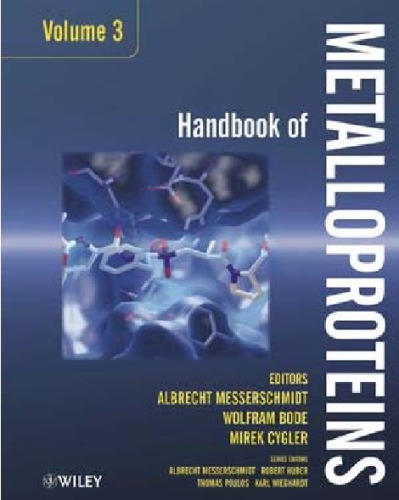 Volume 3
Handbook of
METALLOPROTEINS
EDITORS
ALBRECHT MESSERSCHMIDT
WOLFRAM BODE
MIREK CYGLER
SERIES EDITORS
ALBRECHT MESSERSCHMIDT ROBERT HUBER
THOMAS POULOS KARL WIEGHARDT
WILEY